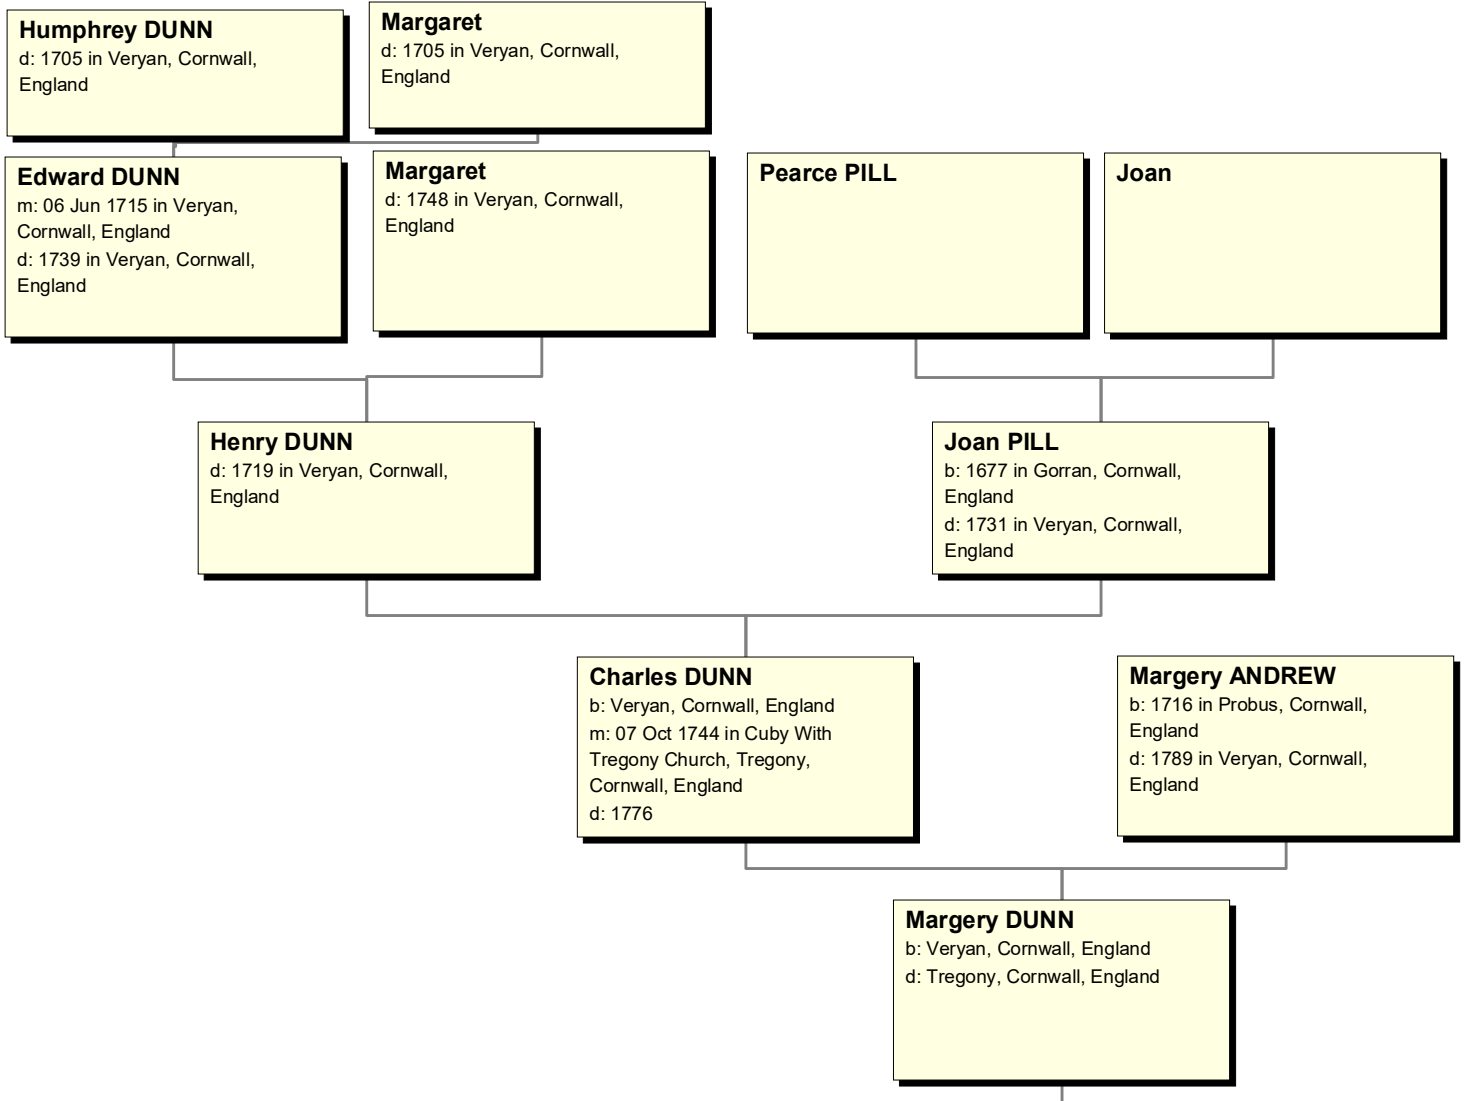 Humphrey DUNN
d: 1705 in Veryan, Cornwall,
England
Margaret
d: 1705 in Veryan, Cornwall,
England
Edward DUNN
m: 06 Jun 1715 in Veryan,
Cornwall, England
d: 1739 in Veryan, Cornwall,
England
Margaret
d: 1748 in Veryan, Cornwall,
England
Pearce PILL
Joan
Henry DUNN
d: 1719 in Veryan, Cornwall,
England
Joan PILL
b: 1677 in Gorran, Cornwall,
England
d: 1731 in Veryan, Cornwall,
England
Charles DUNN
b: Veryan, Cornwall, England
m: 07 Oct 1744 in Cuby With
Tregony Church, Tregony,
Cornwall, England
d: 1776
Margery ANDREW
b: 1716 in Probus, Cornwall,
England
d: 1789 in Veryan, Cornwall,
England
Margery DUNN
b: Veryan, Cornwall, England
d: Tregony, Cornwall, England